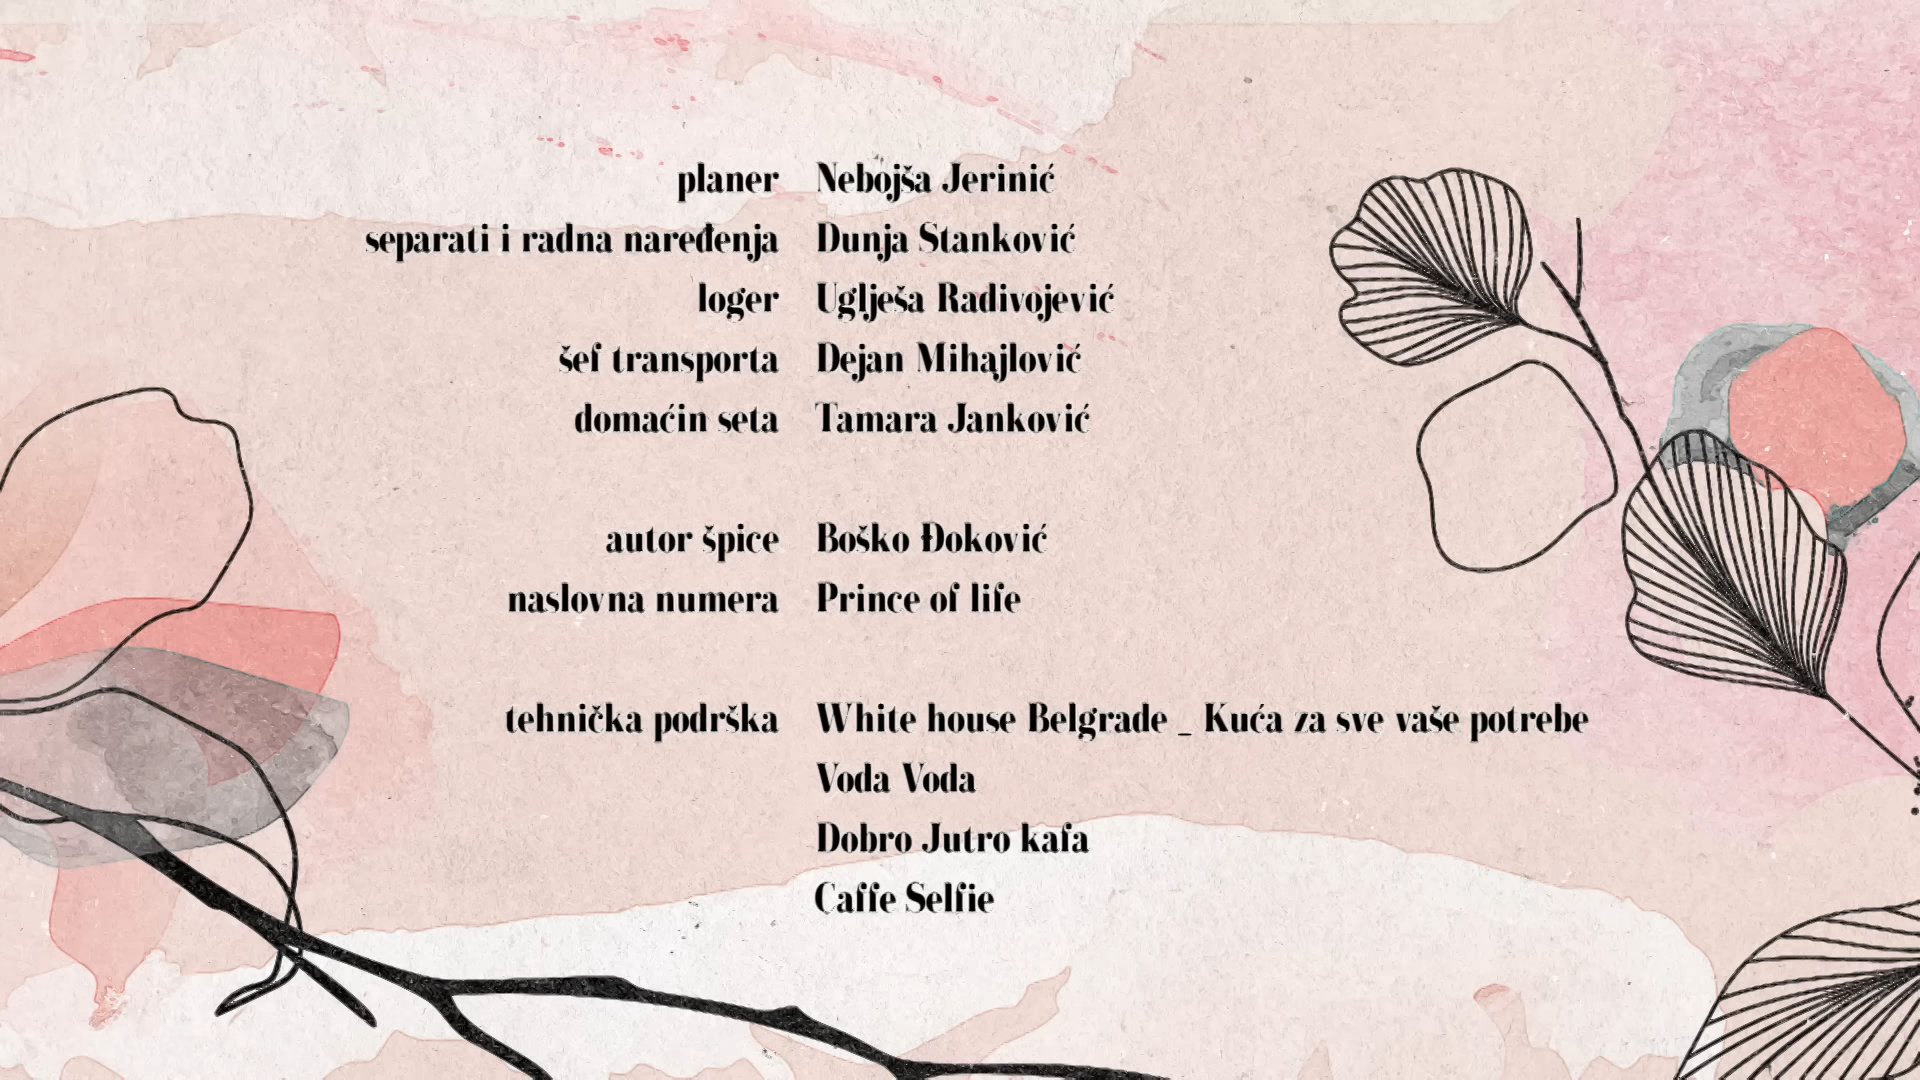 planer Nebojša Jerinić
separati i radna naređenja Dunja Stanković
loger Uglješa Radivojević
šef transporta Dejan Mihajlović
domaćin seta Tamara Janković
autor špice Boško Đoković
naslovna numera Prince of life
tehnička podrška White house Belgrade _ Kuća za sve vaše potrebe
Voda Voda
Dobro Jutro kafa
Caffe Selfie